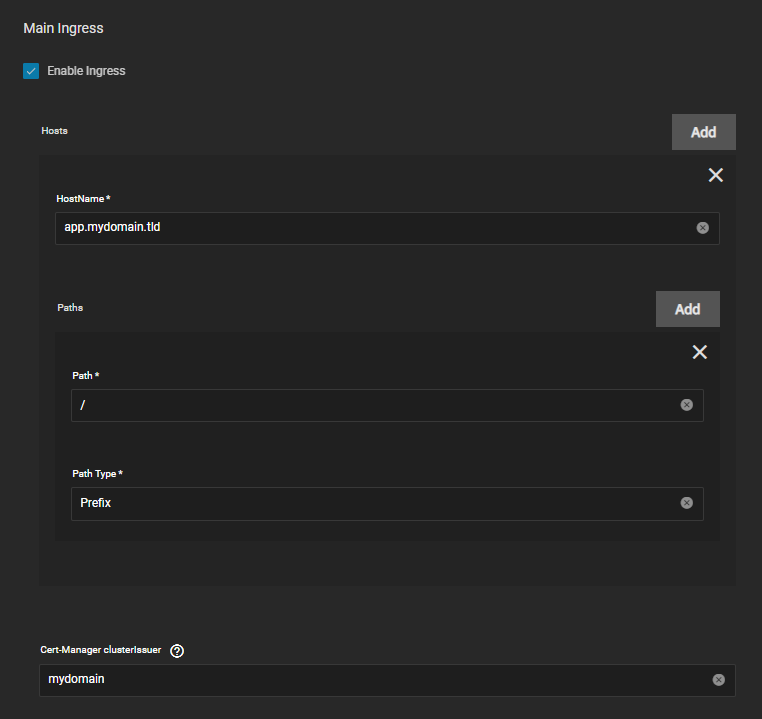 Main Ingress
Enable Ingress
Hosts
Add
HostName *
app.mydomain.tld
Paths
Add
Path *
/
Path Type *
Prefix
Cert-Manager clusterIssuer ?
mydomain